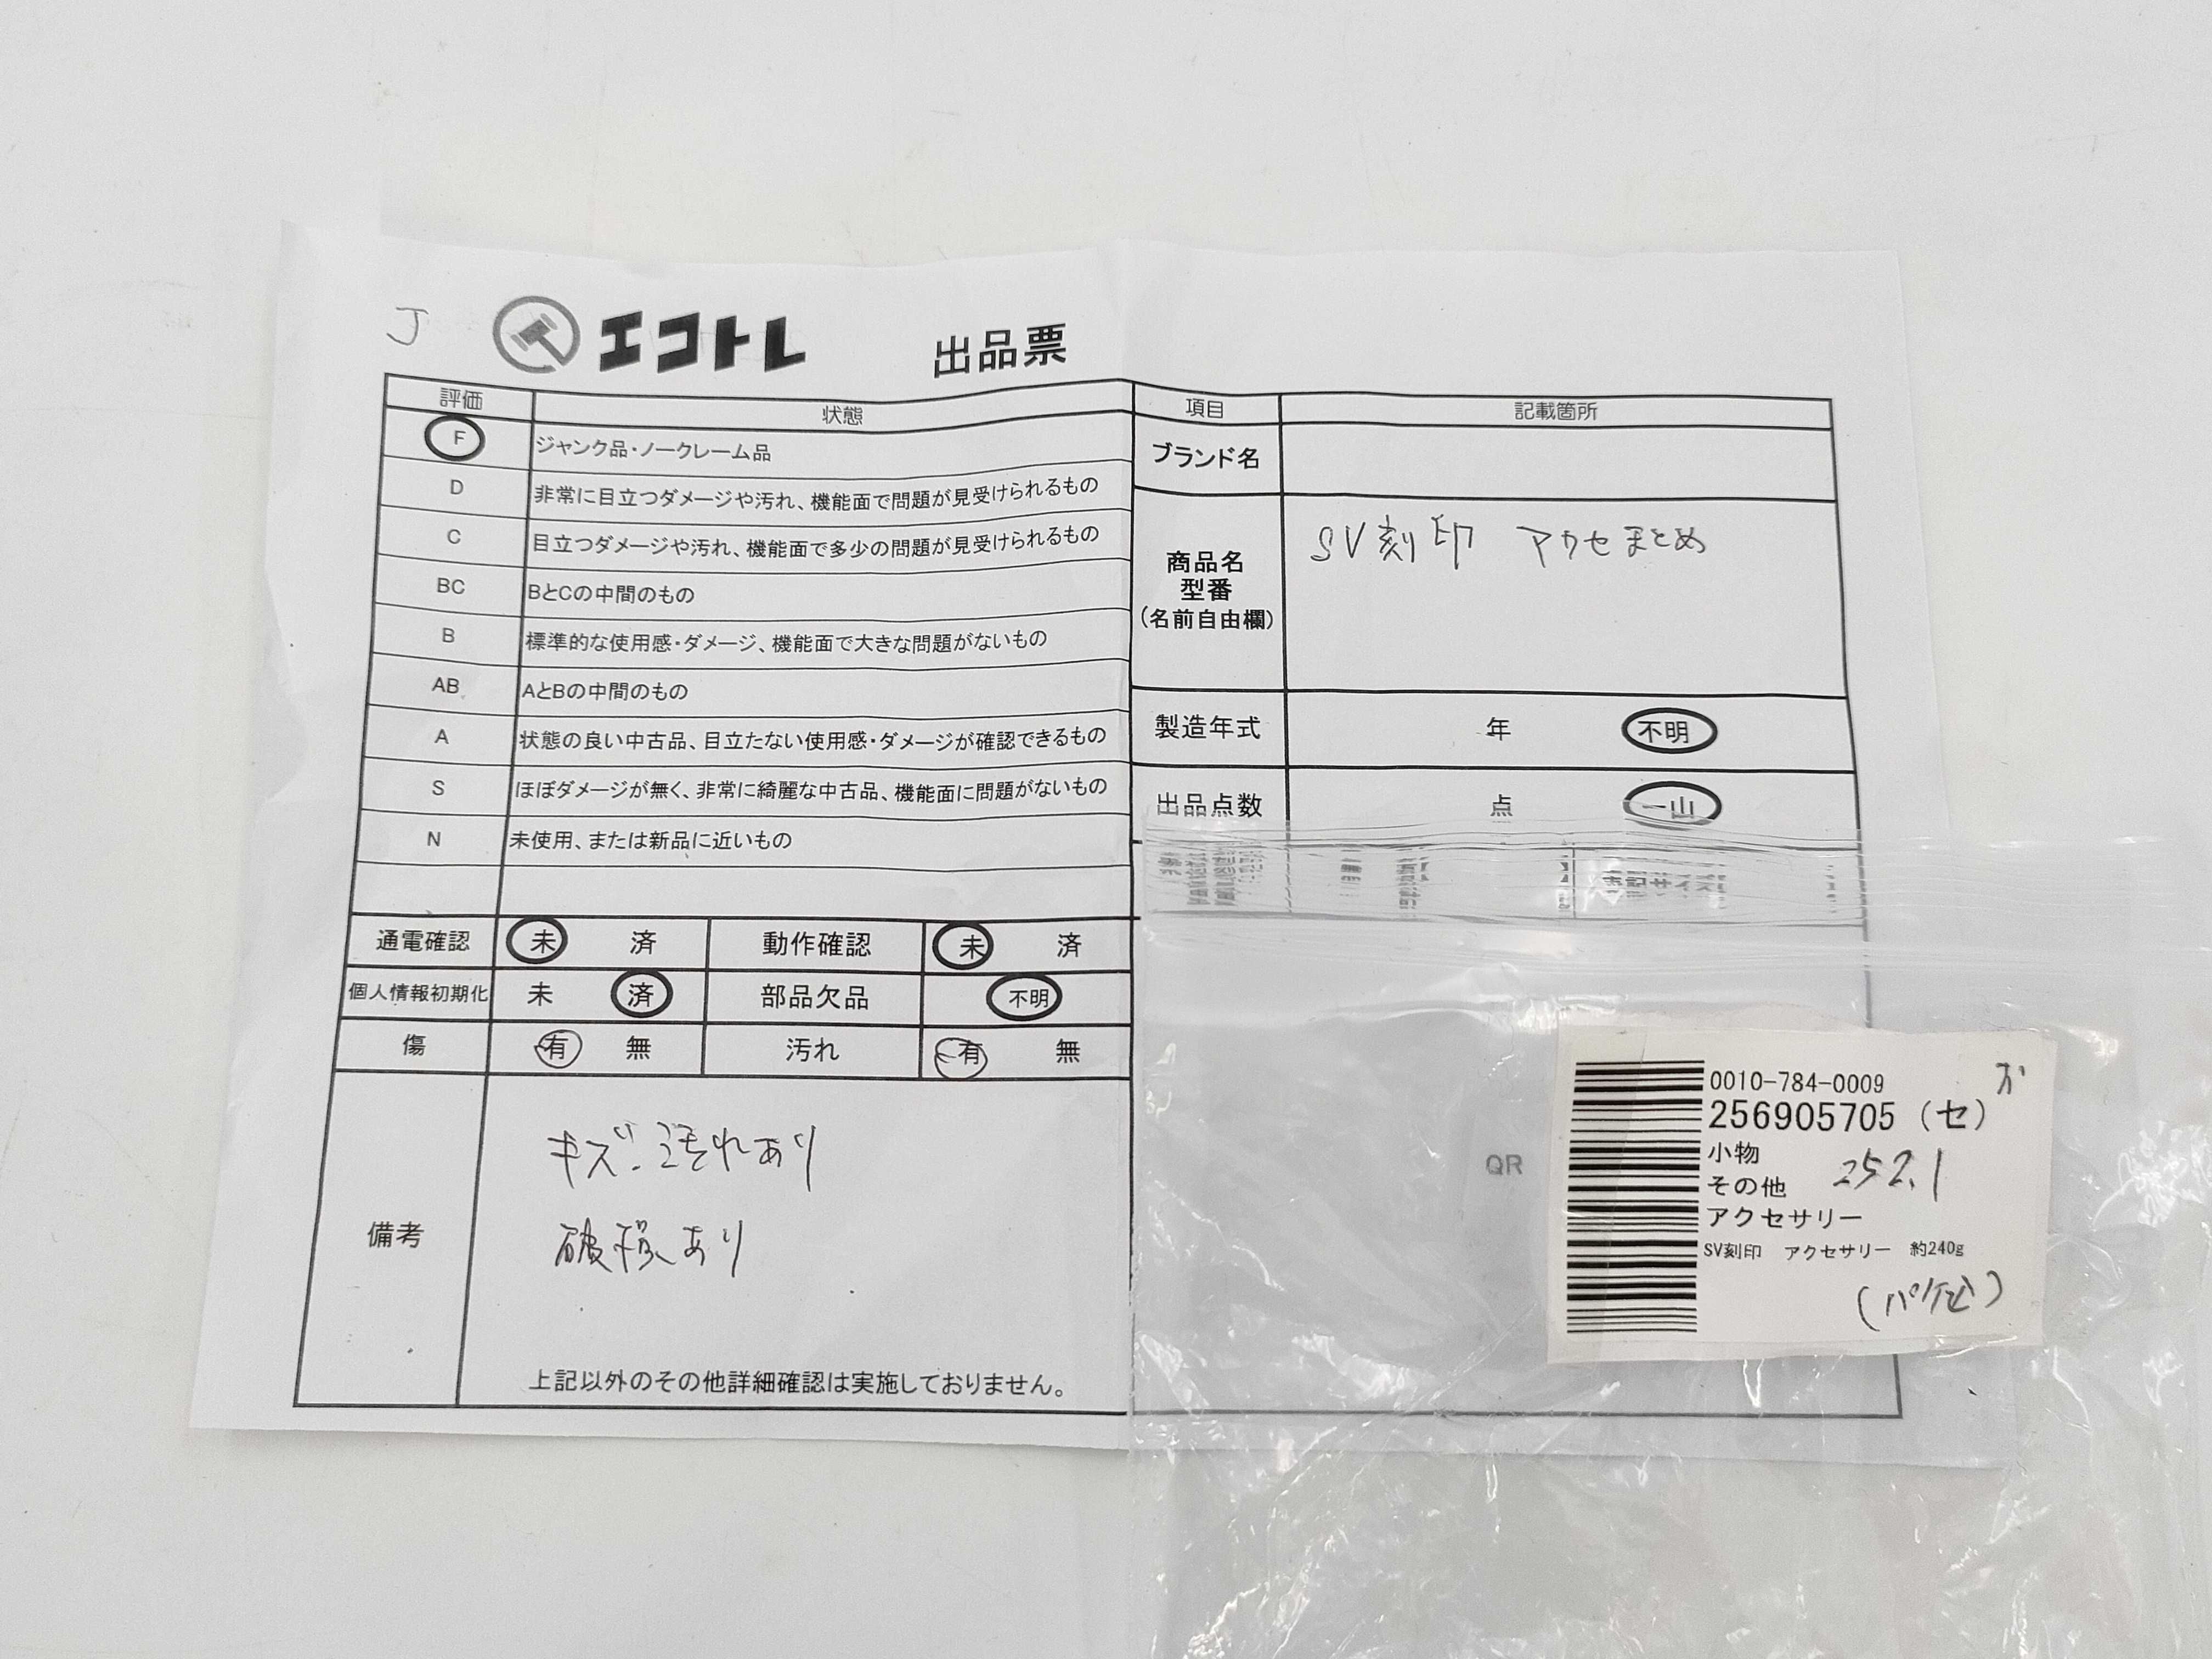 J
エコトレ 出品票
評価 状態
F ジャンク品・ノークレーム品
D 非常に目立つダメージや汚れ、機能面で問題が見受けられるもの
C 目立つダメージや汚れ、機能面で多少の問題が見受けられるもの
BC BとCの中間のもの
B 標準的な使用感・ダメージ、機能面で大きな問題がないもの
AB AとBの中間のもの
A 状態の良い中古品、目立たない使用感・ダメージが確認できるもの
S ほぼダメージが無く、非常に綺麗な中古品、機能面に問題がないもの
N 未使用、または新品に近いもの
通電確認 未 済 動作確認 未 済
個人情報初期化 未 済 部品欠品 不明
傷 有 無 汚れ 有 無
備考
キズ・汚れあり
破損あり
上記以外のその他詳細確認は実施しておりません。
項目 記載箇所
ブランド名
商品名
型番
(名前自由欄)
SV刻印 アクセまとめ
製造年式 年 不明
出品点数 点 一山
QR
0010-784-0009
256905705(セ)
小物
その他 252.1
アクセサリー
SV刻印 アクセサリー 約240g
(パケ込)